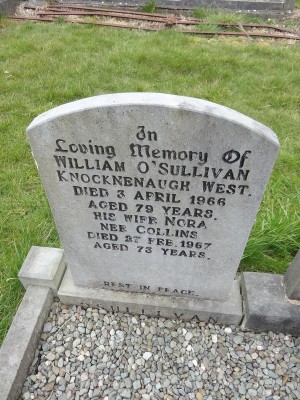 In
Loving Memory Of
WILLIAM O'SULLIVAN
KNOCKNENAUGH WEST.
DIED 3 APRIL 1966
AGED 79 YEARS.
HIS WIFE NORA
NEE COLLINS
DIED 27 FEB. 1967
AGED 73 YEARS.
REST IN PEACE.